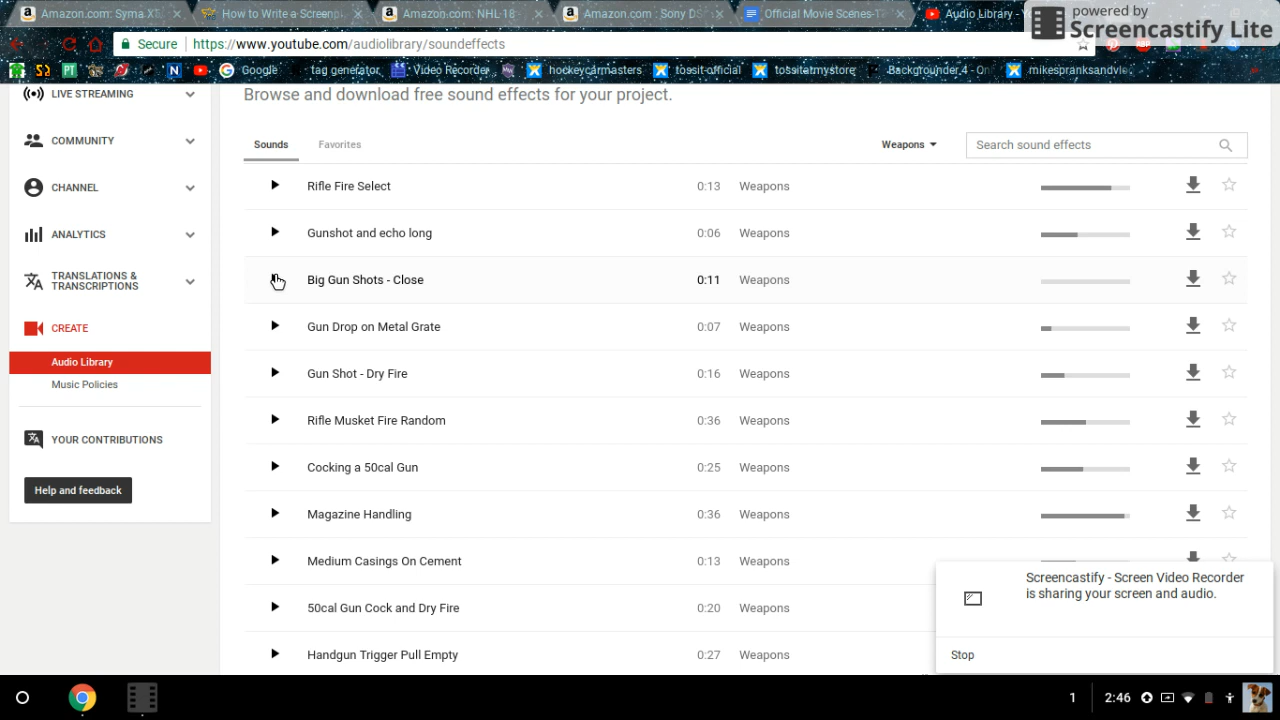 Amazon.com: Syma X5
How to Write a Screen
Amazon.com: NHL-18
Amazon.com : Sony DS
Official Movie Scenes-T
Audio Library - Y
powered by
Screencastify Lite
Secure
https://www.youtube.com/audiolibrary/soundeffects
Google
tag generator
Video Recorder
hockeycarmasters
tossit-official
tossitatmystore
Backgrounder 4 - On
mikespranksandvl
LIVE STREAMING
COMMUNITY
CHANNEL
ANALYTICS
TRANSLATIONS &
TRANSCRIPTIONS
CREATE
Audio Library
Music Policies
YOUR CONTRIBUTIONS
Help and feedback
Browse and download free sound effects for your project.
Sounds
Favorites
Weapons
Search sound effects
Rifle Fire Select 0:13 Weapons
Gunshot and echo long 0:06 Weapons
Big Gun Shots - Close 0:11 Weapons
Gun Drop on Metal Grate 0:07 Weapons
Gun Shot - Dry Fire 0:16 Weapons
Rifle Musket Fire Random 0:36 Weapons
Cocking a 50cal Gun 0:25 Weapons
Magazine Handling 0:36 Weapons
Medium Casings On Cement 0:13 Weapons
50cal Gun Cock and Dry Fire 0:20 Weapons
Handgun Trigger Pull Empty 0:27 Weapons
Screencastify - Screen Video Recorder
is sharing your screen and audio.
Stop
1
2:46